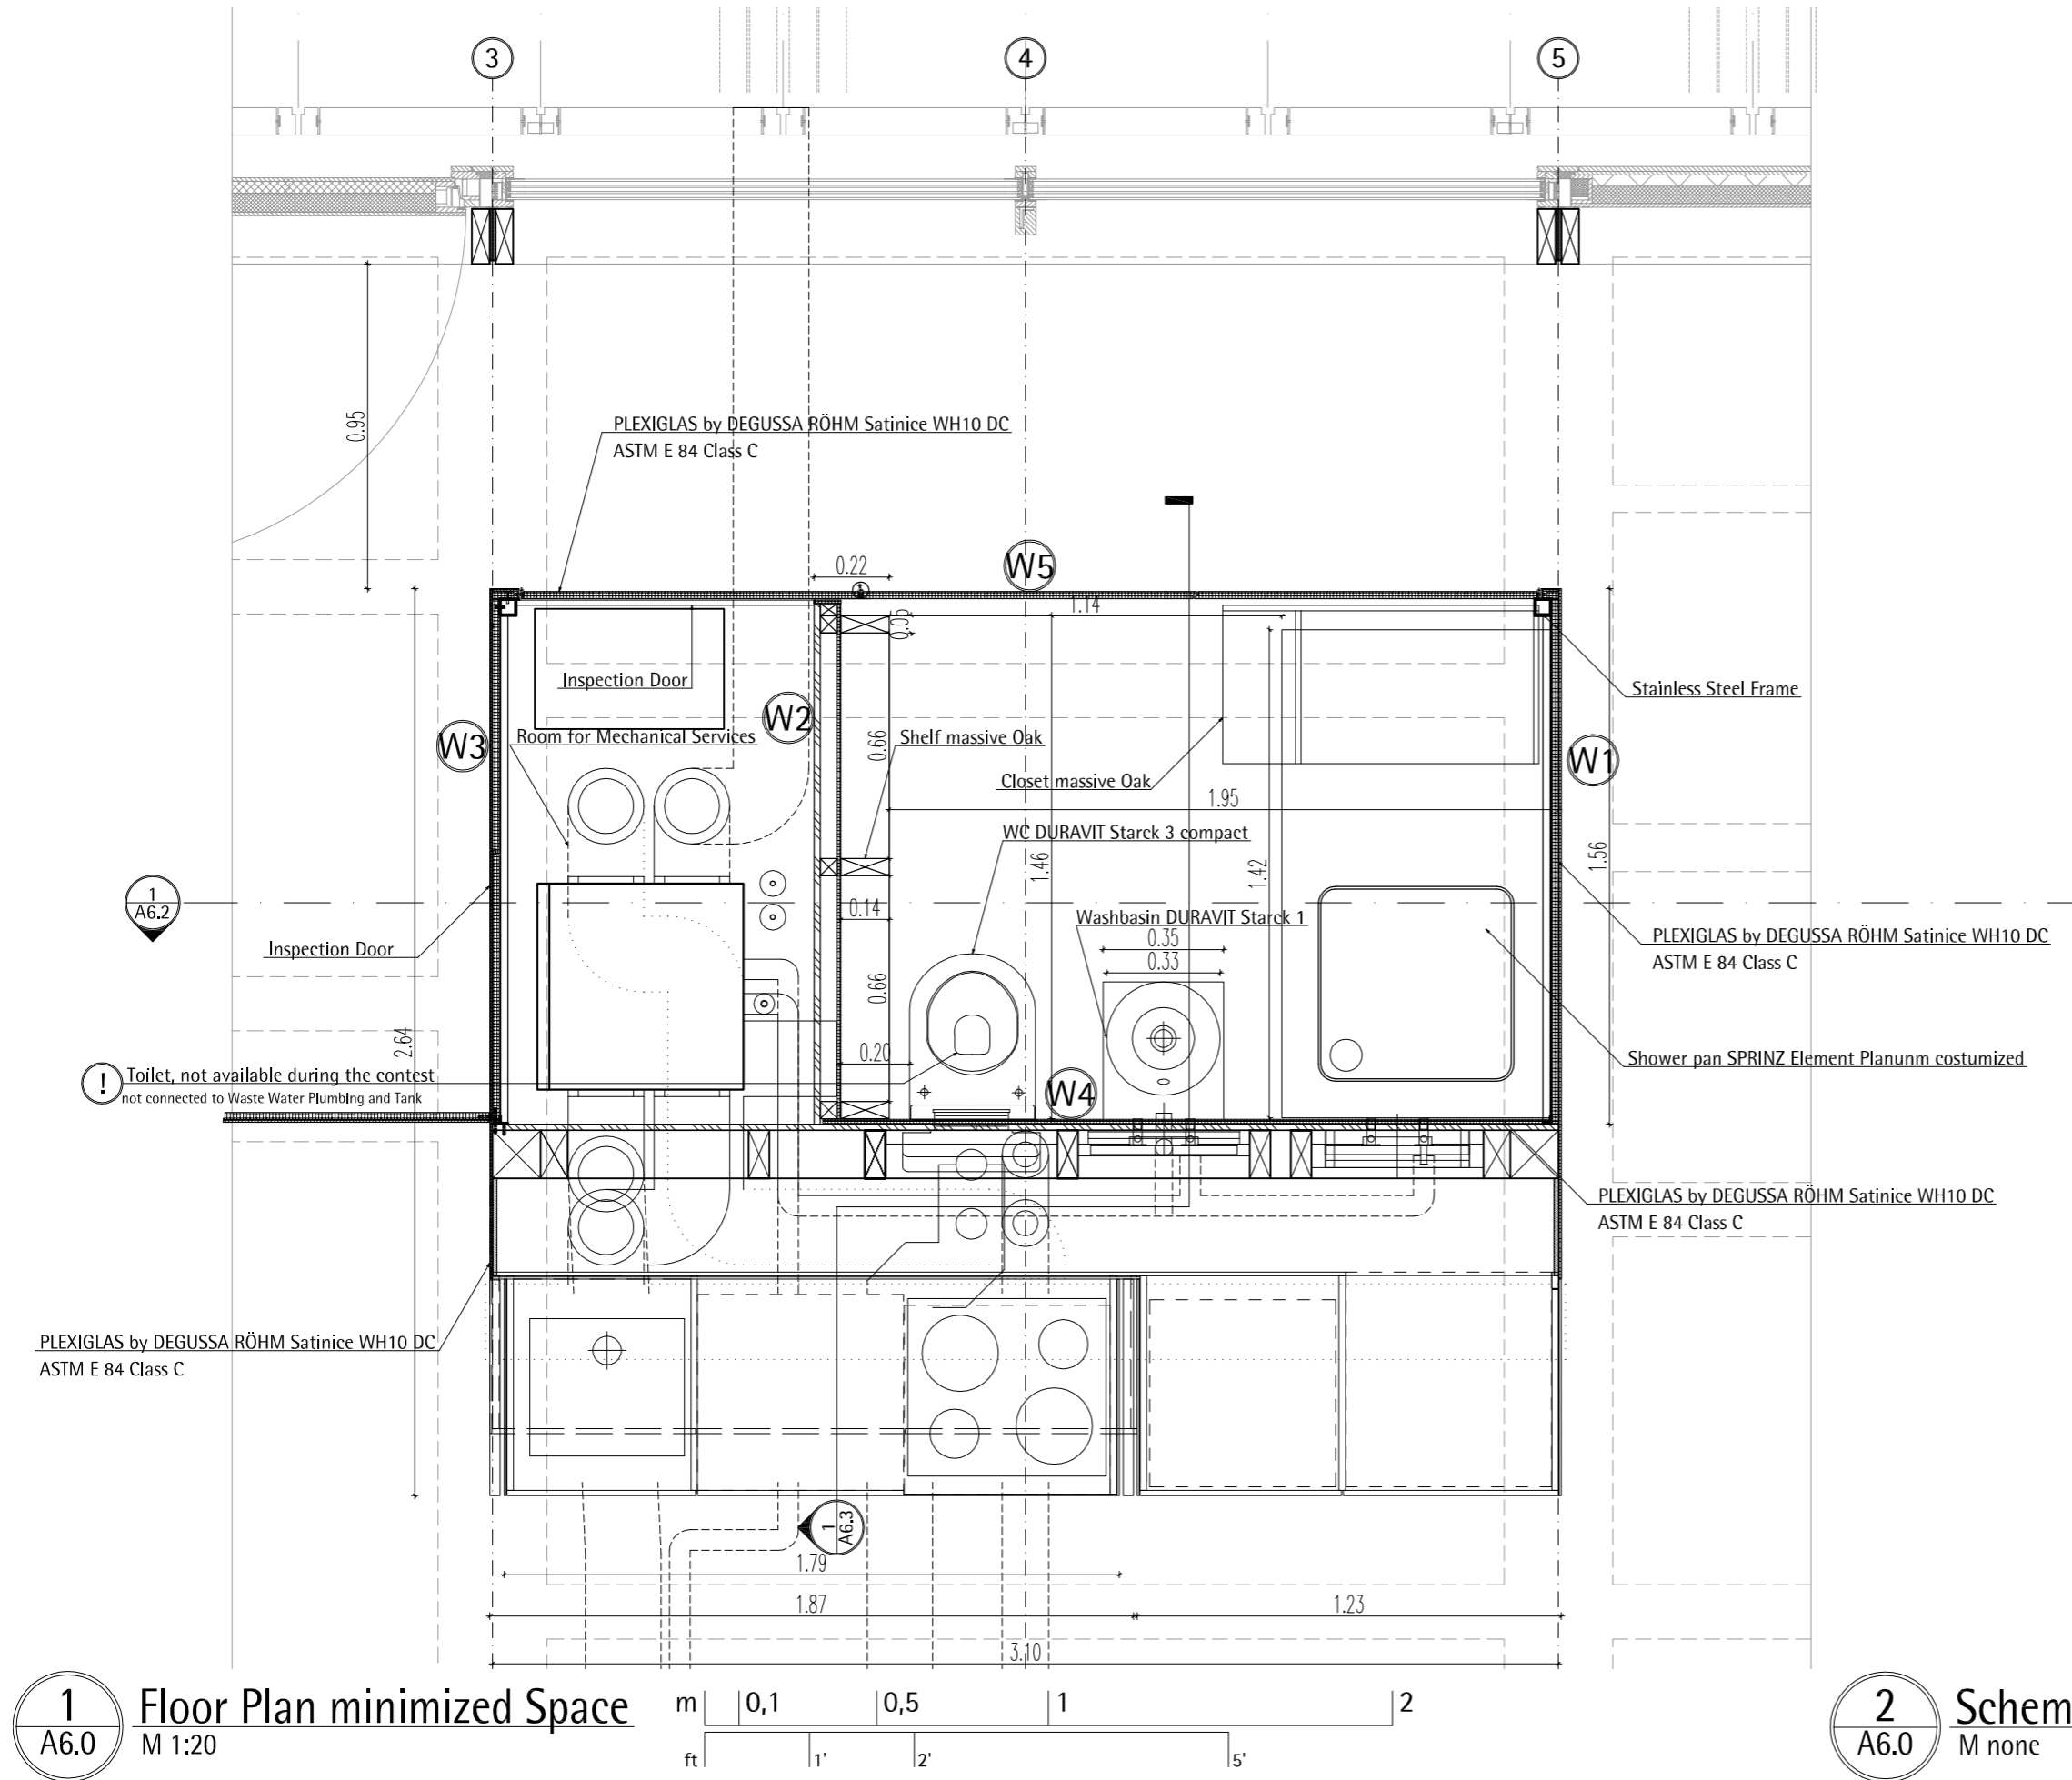 3
4
5
0.95
PLEXIGLAS by DEGUSSA RÖHM Satinice WH10 DC
ASTM E 84 Class C
W5
0.22
1.14
0.05
Inspection Door
W2
Stainless Steel Frame
W3
Room for Mechanical Services
0.66
Shelf massive Oak
W1
Closet massive Oak
1.95
WC DURAVIT Starck 3 compact
1.46
1.42
1.56
1
A6.2
0.14
Washbasin DURAVIT Starck 1
0.35
0.33
Inspection Door
PLEXIGLAS by DEGUSSA RÖHM Satinice WH10 DC
ASTM E 84 Class C
0.66
2.64
0.20
Shower pan SPRINZ Element Planunm costumized
! Toilet, not available during the contest
not connected to Waste Water Plumbing and Tank
W4
PLEXIGLAS by DEGUSSA RÖHM Satinice WH10 DC
ASTM E 84 Class C
PLEXIGLAS by DEGUSSA RÖHM Satinice WH10 DC
ASTM E 84 Class C
1
A6.3
1.79
1.87
1.23
3.10
1
A6.0
Floor Plan minimized Space
M 1:20
m 0,1 0,5 1 2
ft 1' 2' 5'
2
A6.0
Schem
M none